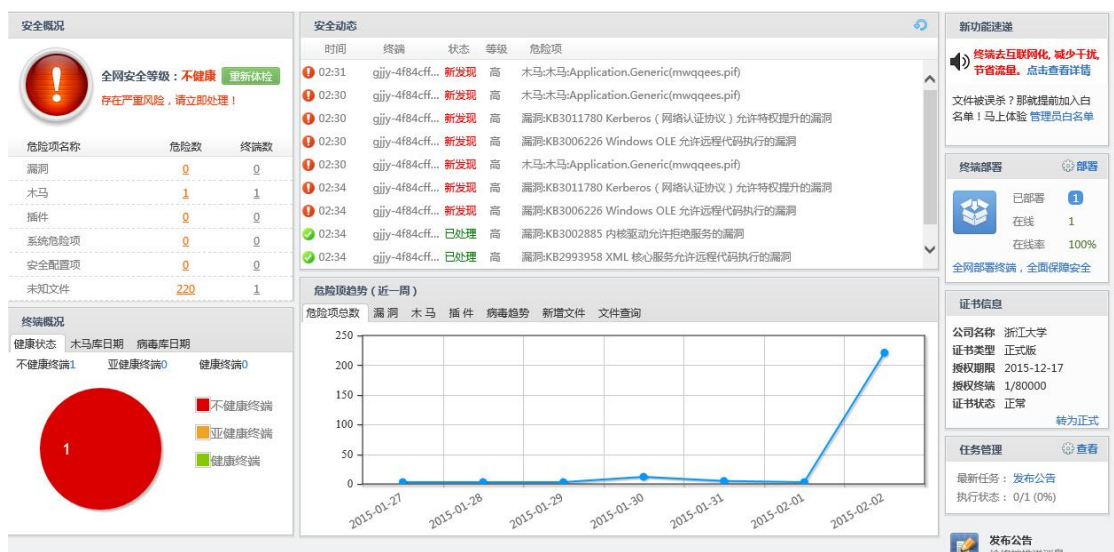 安全概况
全网安全等级：不健康 重新体检
存在严重风险，请立即处理！
危险项名称 危险数 终端数
漏洞 0 0
木马 1 1
插件 0 0
系统危险项 0 0
安全配置项 0 0
未知文件 220 1
终端概况
健康状态 木马库日期 病毒库日期
不健康终端1 亚健康终端0 健康终端0
1
不健康终端
亚健康终端
健康终端
安全动态
时间 终端 状态 等级 危险项
02:31 gjjy-4f84cff... 新发现 高 木马:木马:Application.Generic(mwqqees.pif)
02:30 gjjy-4f84cff... 新发现 高 木马:木马:Application.Generic(mwqqees.pif)
02:30 gjjy-4f84cff... 新发现 高 漏洞:KB3011780 Kerberos（网络认证协议）允许特权提升的漏洞
02:30 gjjy-4f84cff... 新发现 高 漏洞:KB3006226 Windows OLE 允许远程代码执行的漏洞
02:30 gjjy-4f84cff... 新发现 高 木马:木马:Application.Generic(mwqqees.pif)
02:34 gjjy-4f84cff... 新发现 高 漏洞:KB3011780 Kerberos（网络认证协议）允许特权提升的漏洞
02:34 gjjy-4f84cff... 新发现 高 漏洞:KB3006226 Windows OLE 允许远程代码执行的漏洞
02:34 gjjy-4f84cff... 已处理 高 漏洞:KB3002885 内核驱动允许拒绝服务的漏洞
02:34 gjjy-4f84cff... 已处理 高 漏洞:KB2993958 XML 核心服务允许远程代码执行的漏洞
危险项趋势（近一周）
危险项总数 漏洞 木马 插件 病毒趋势 新增文件 文件查询
250
200
150
100
50
0
2015-01-27 2015-01-28 2015-01-29 2015-01-30 2015-01-31 2015-02-01 2015-02-02
新功能速递
终端去互联网化, 减少干扰,
节省流量。点击查看详情
文件被误杀？那就提前加入白
名单！马上体验 管理员白名单
终端部署 部署
已部署 1
在线 1
在线率 100%
全网部署终端，全面保障安全
证书信息
公司名称 浙江大学
证书类型 正式版
授权期限 2015-12-17
授权终端 1/80000
证书状态 正常
转为正式
任务管理 查看
最新任务： 发布公告
执行状态： 0/1 (0%)
发布公告